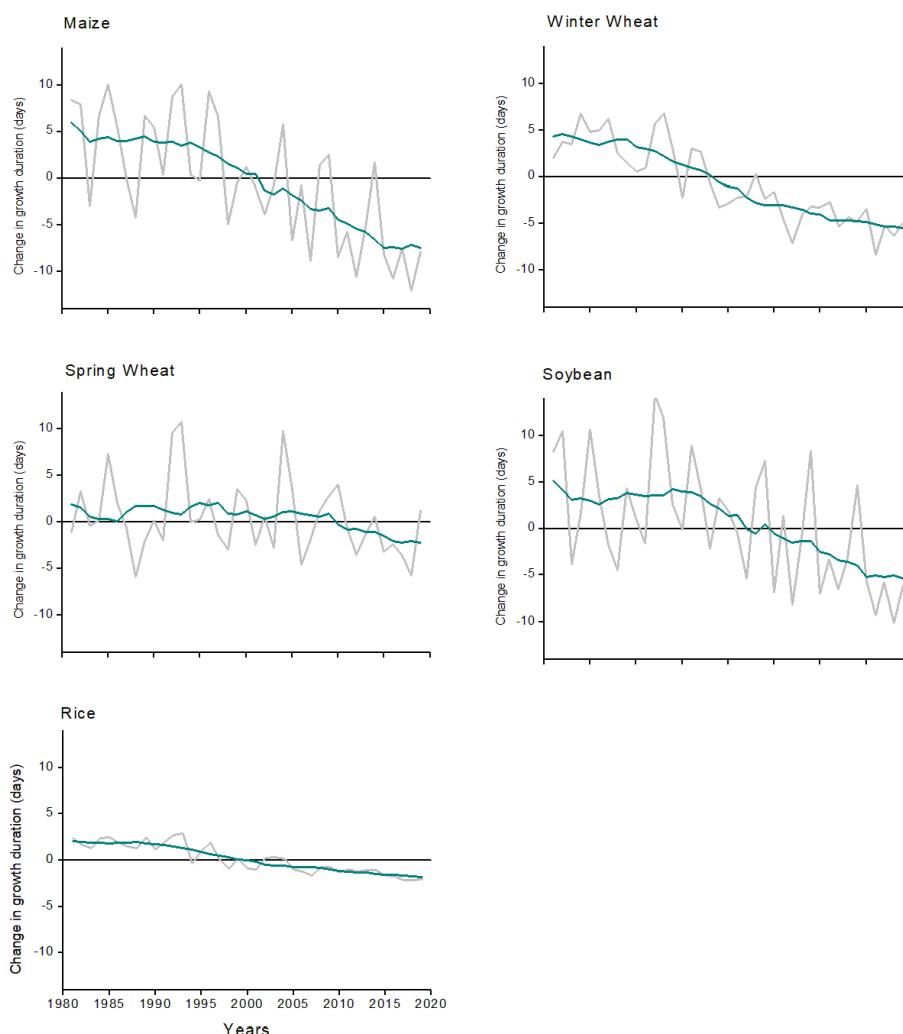 Maize
Change in growth duration (days)
10
5
0
-5
-10
Winter Wheat
Change in growth duration (days)
10
5
0
-5
-10
Spring Wheat
Change in growth duration (days)
10
5
0
-5
-10
Soybean
Change in growth duration (days)
10
5
0
-5
-10
Rice
Change in growth duration (days)
10
5
0
-5
-10
1980 1985 1990 1995 2000 2005 2010 2015 2020
Years